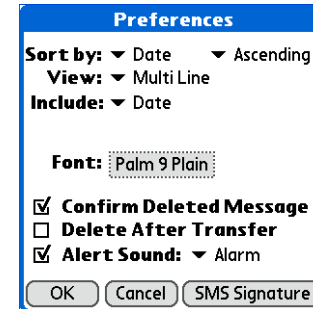 Preferences
Sort by: Date Ascending
View: Multi Line
Include: Date
Font: Palm 9 Plain
Confirm Deleted Message
Delete After Transfer
Alert Sound: Alarm
OK Cancel SMS Signature